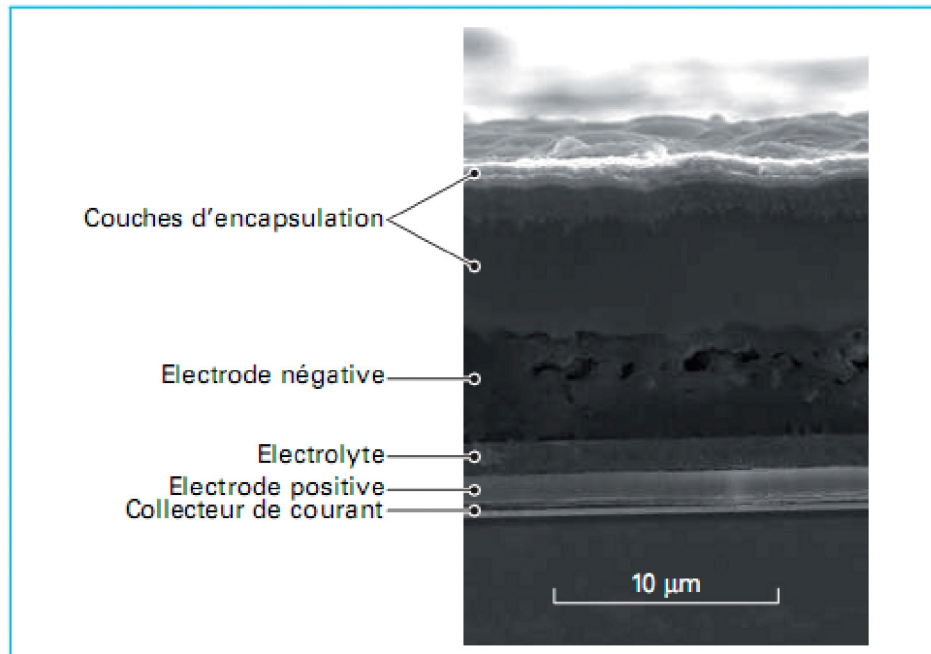 Couches d'encapsulation
Electrode négative
Electrolyte
Electrode positive
Collecteur de courant
10 µm